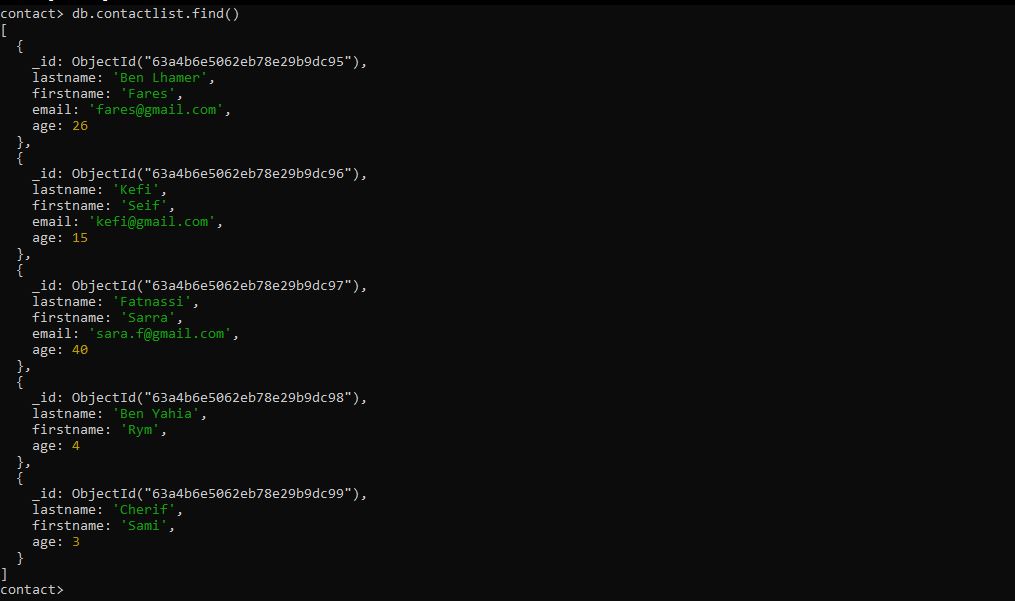 contact> db.contactlist.find()
[
  {
    _id: ObjectId("63a4b6e5062eb78e29b9dc95"),
    lastname: 'Ben Lhamer',
    firstname: 'Fares',
    email: 'fares@gmail.com',
    age: 26
  },
  {
    _id: ObjectId("63a4b6e5062eb78e29b9dc96"),
    lastname: 'Kefi',
    firstname: 'Seif',
    email: 'kefi@gmail.com',
    age: 15
  },
  {
    _id: ObjectId("63a4b6e5062eb78e29b9dc97"),
    lastname: 'Fatnassi',
    firstname: 'Sarra',
    email: 'sara.f@gmail.com',
    age: 40
  },
  {
    _id: ObjectId("63a4b6e5062eb78e29b9dc98"),
    lastname: 'Ben Yahia',
    firstname: 'Rym',
    age: 4
  },
  {
    _id: ObjectId("63a4b6e5062eb78e29b9dc99"),
    lastname: 'Cherif',
    firstname: 'Sami',
    age: 3
  }
]
contact>